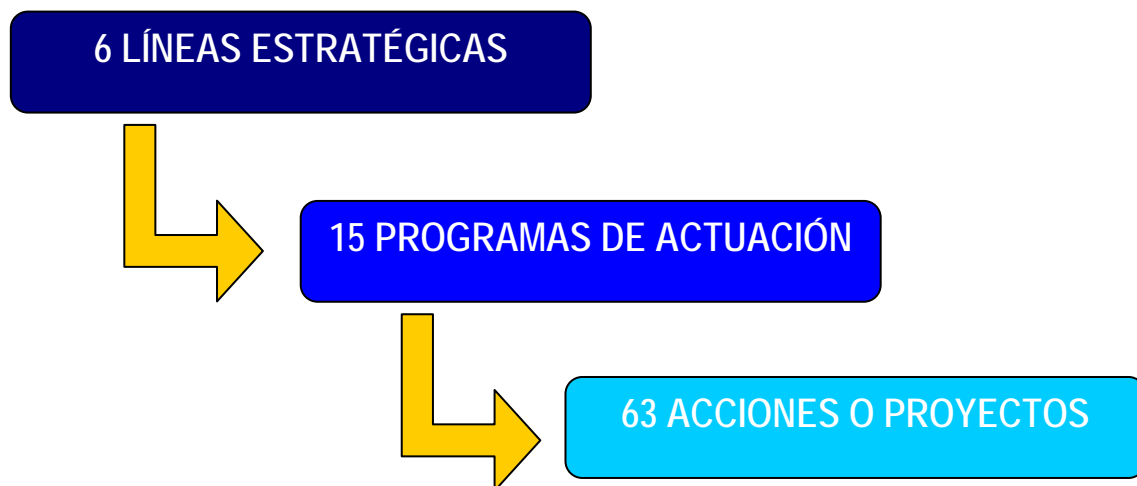 6 LÍNEAS ESTRATÉGICAS
15 PROGRAMAS DE ACTUACIÓN
63 ACCIONES O PROYECTOS